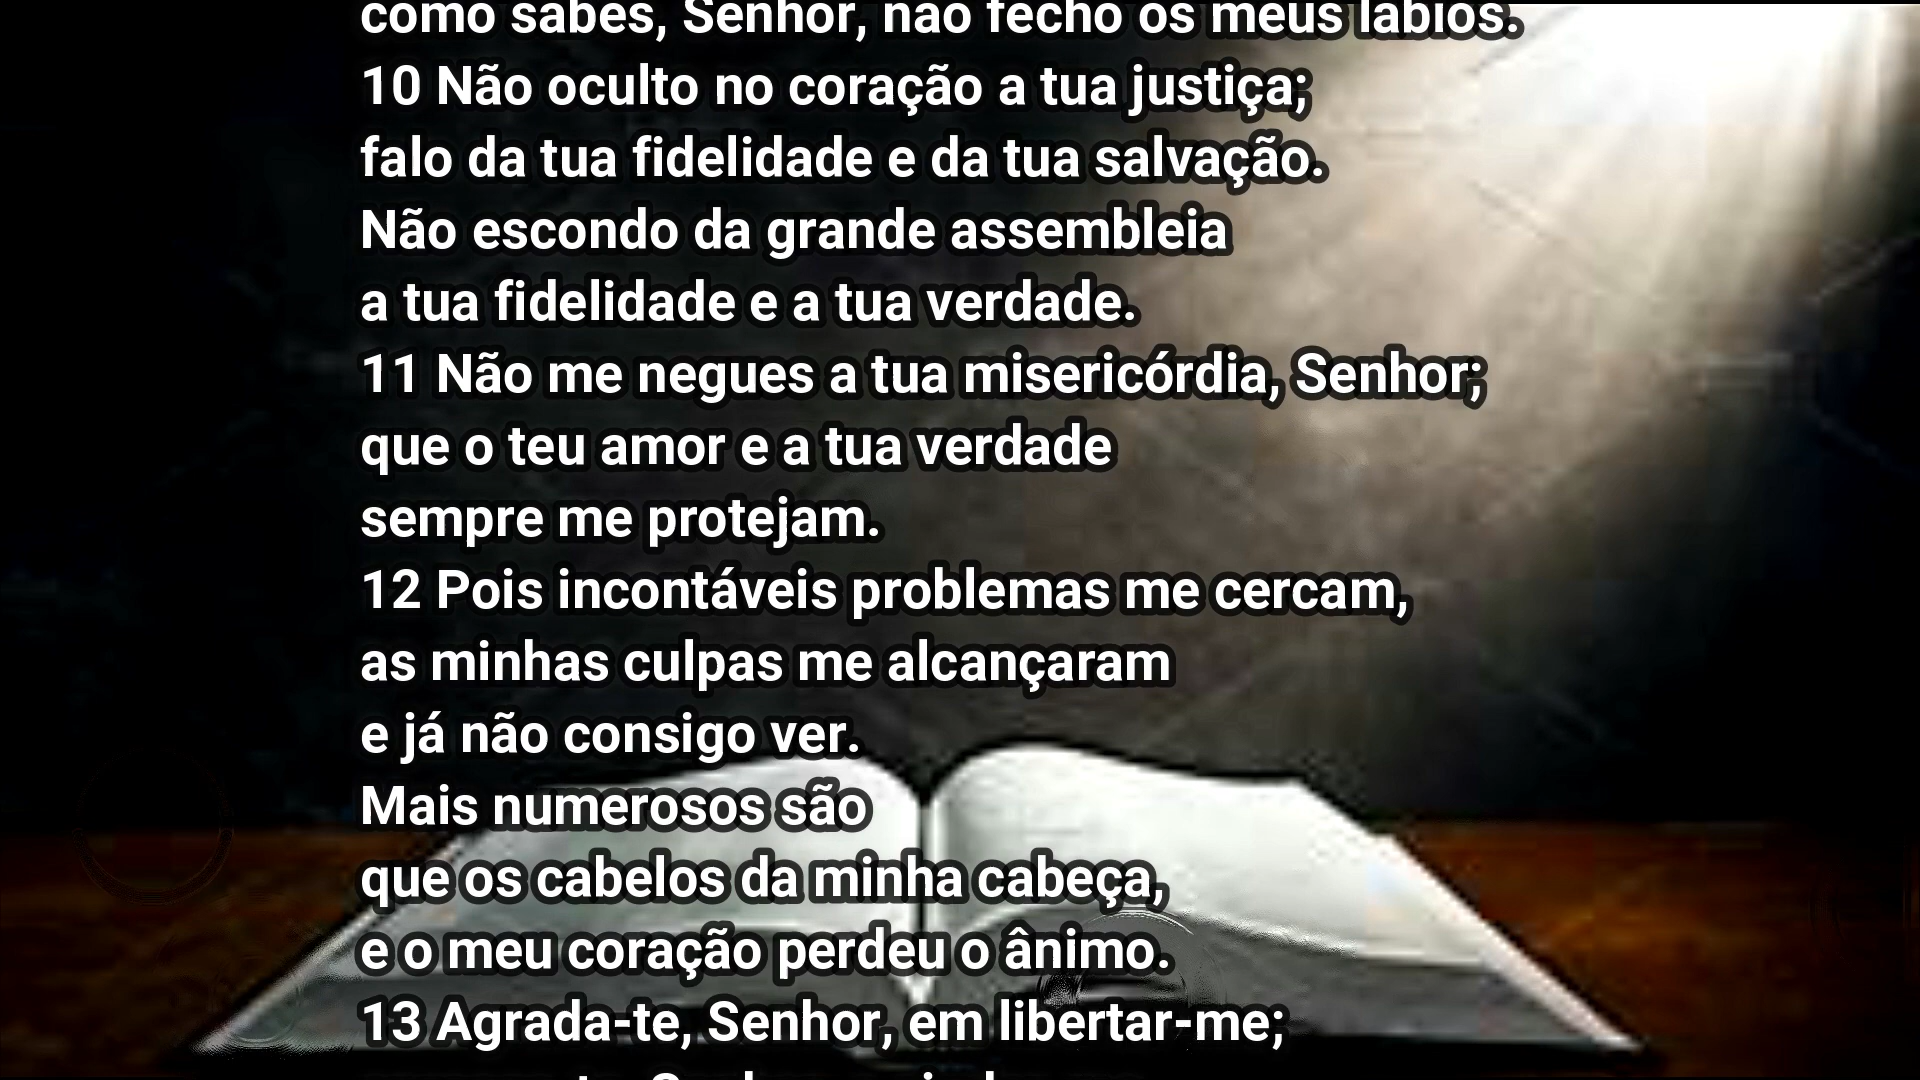 como sabes, Senhor, não fecho os meus lábios.
10 Não oculto no coração a tua justiça;
falo da tua fidelidade e da tua salvação.
Não escondo da grande assembleia
a tua fidelidade e a tua verdade.
11 Não me negues a tua misericórdia, Senhor;
que o teu amor e a tua verdade
sempre me protejam.
12 Pois incontáveis problemas me cercam,
as minhas culpas me alcançaram
e já não consigo ver.
Mais numerosos são
que os cabelos da minha cabeça,
e o meu coração perdeu o ânimo.
13 Agrada-te, Senhor, em libertar-me;